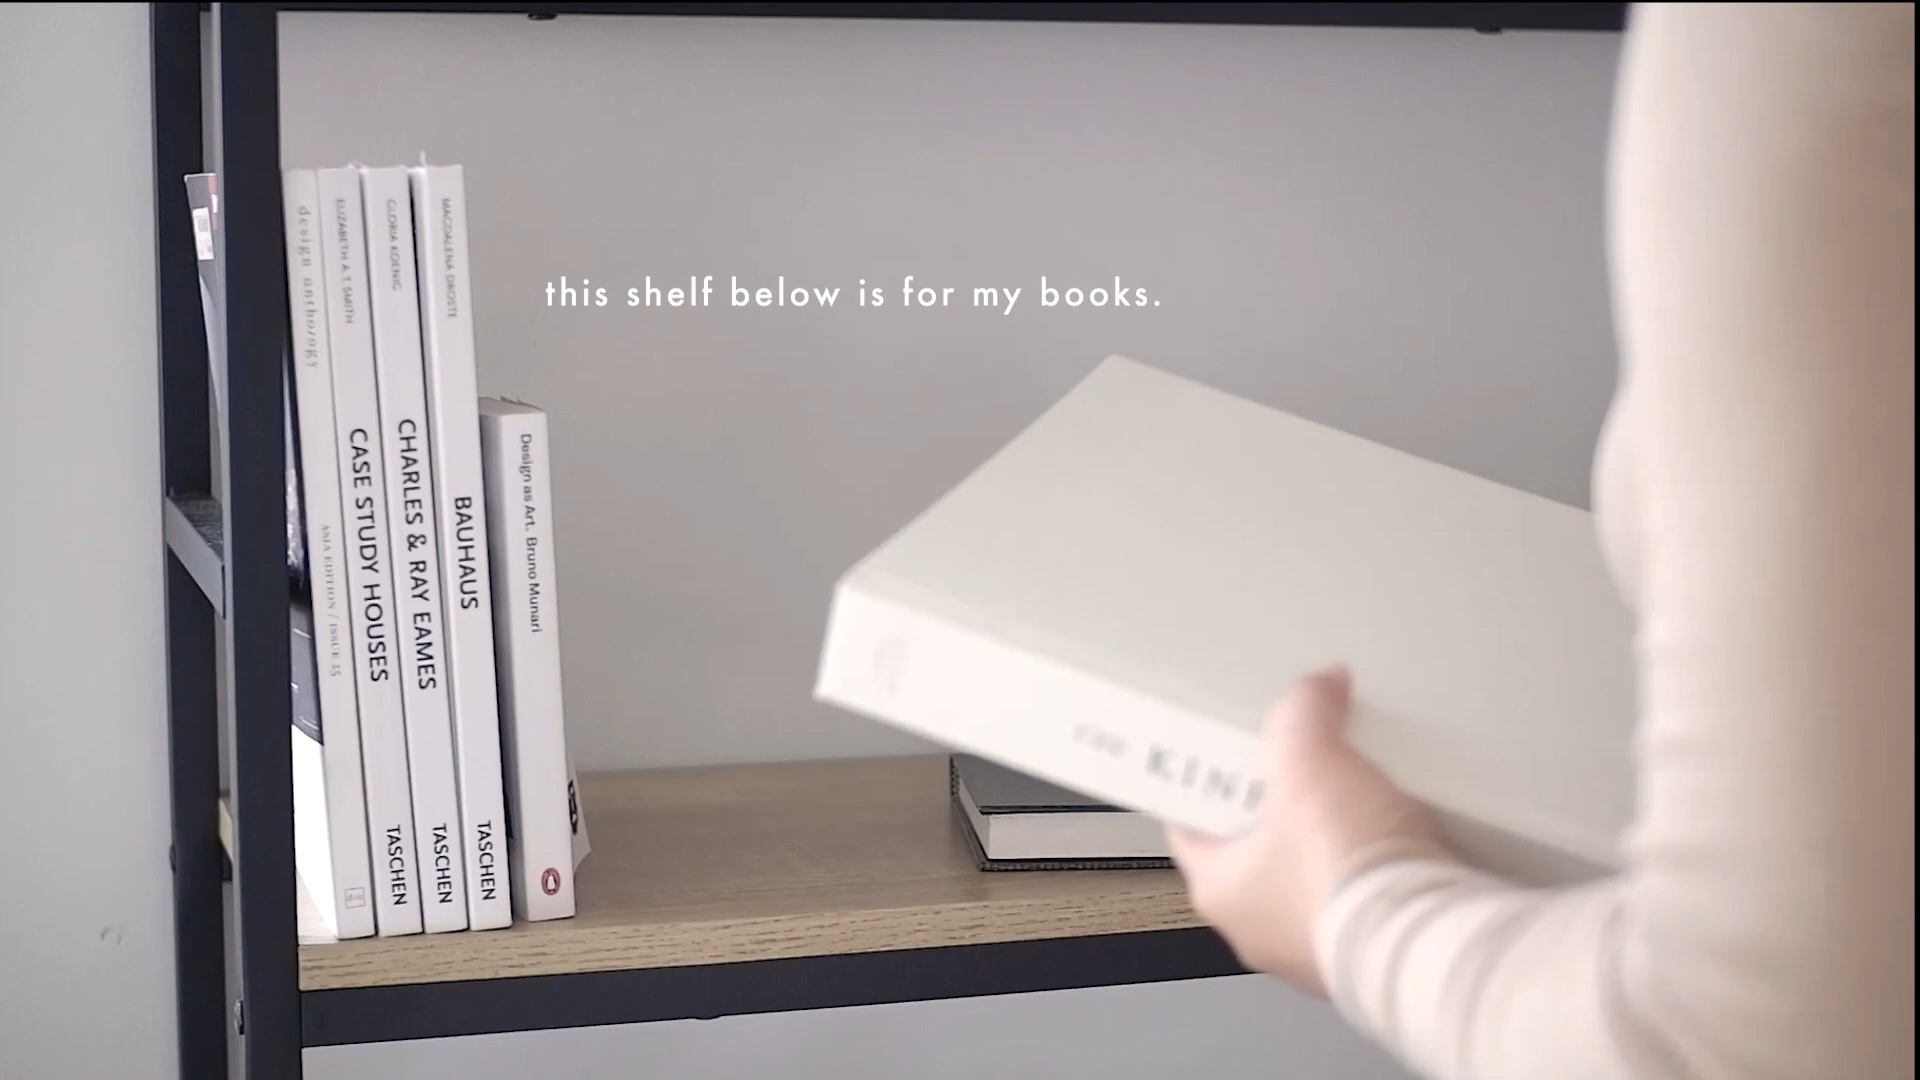 this shelf below is for my books.
design anthology
ASIA EDITION / ISSUE 15
ELIZABETH A.T. SMITH
CASE STUDY HOUSES
TASCHEN
GLORIA KOENIG
CHARLES & RAY EAMES
TASCHEN
MAGDALENA DROSTE
BAUHAUS
TASCHEN
Design as Art. Bruno Munari